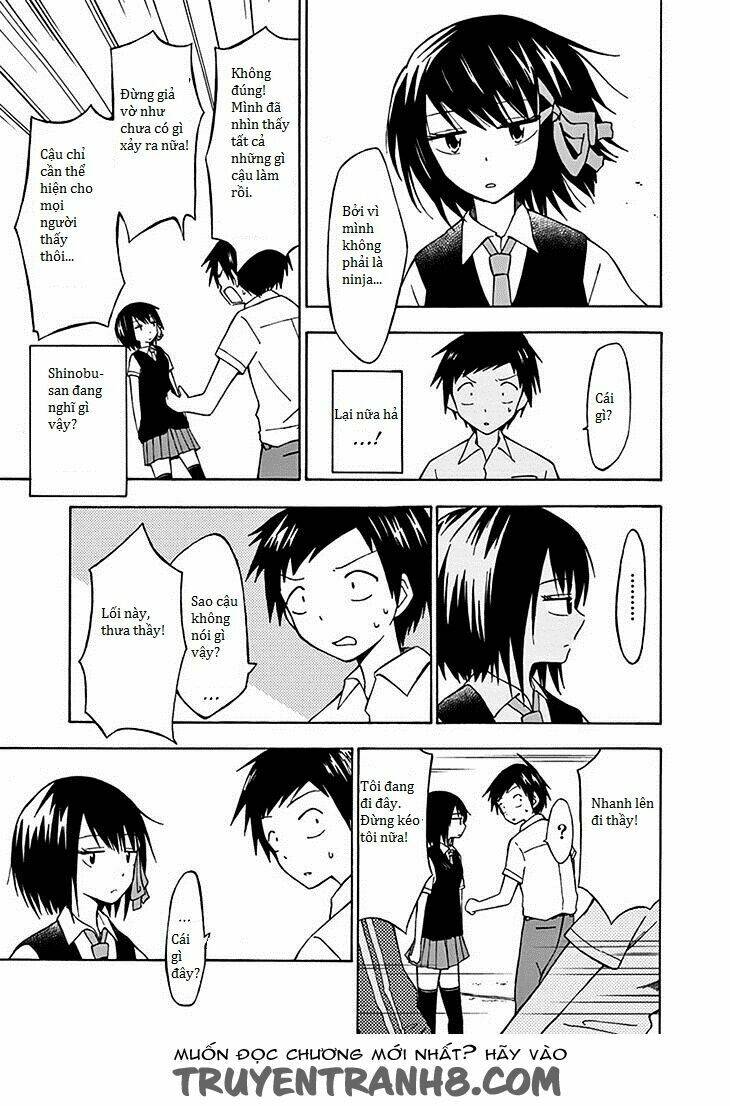 Bởi vì
mình
không
phải là
ninja...
Không
đúng!
Mình đã
nhìn thấy
tất cả
những gì
cậu làm
rồi.
Đừng giả
vờ như
chưa có gì
xảy ra nữa!
Cậu chỉ
cần thể
hiện cho
mọi
người
thấy
thôi...
Shinobu-
san đang
nghĩ gì
vậy?
Cái
gì?
Lại nữa hả
...!
.........
Sao cậu
không
nói gì
vậy?
...
Lối này,
thưa thầy!
Nhanh lên
đi thầy!
?
Tôi đang
đi đây.
Đừng kéo
tôi nữa!
...
Cái
gì
đây?
MUỐN ĐỌC CHƯƠNG MỚI NHẤT? HÃY VÀO
TRUYENTRANH8.COM